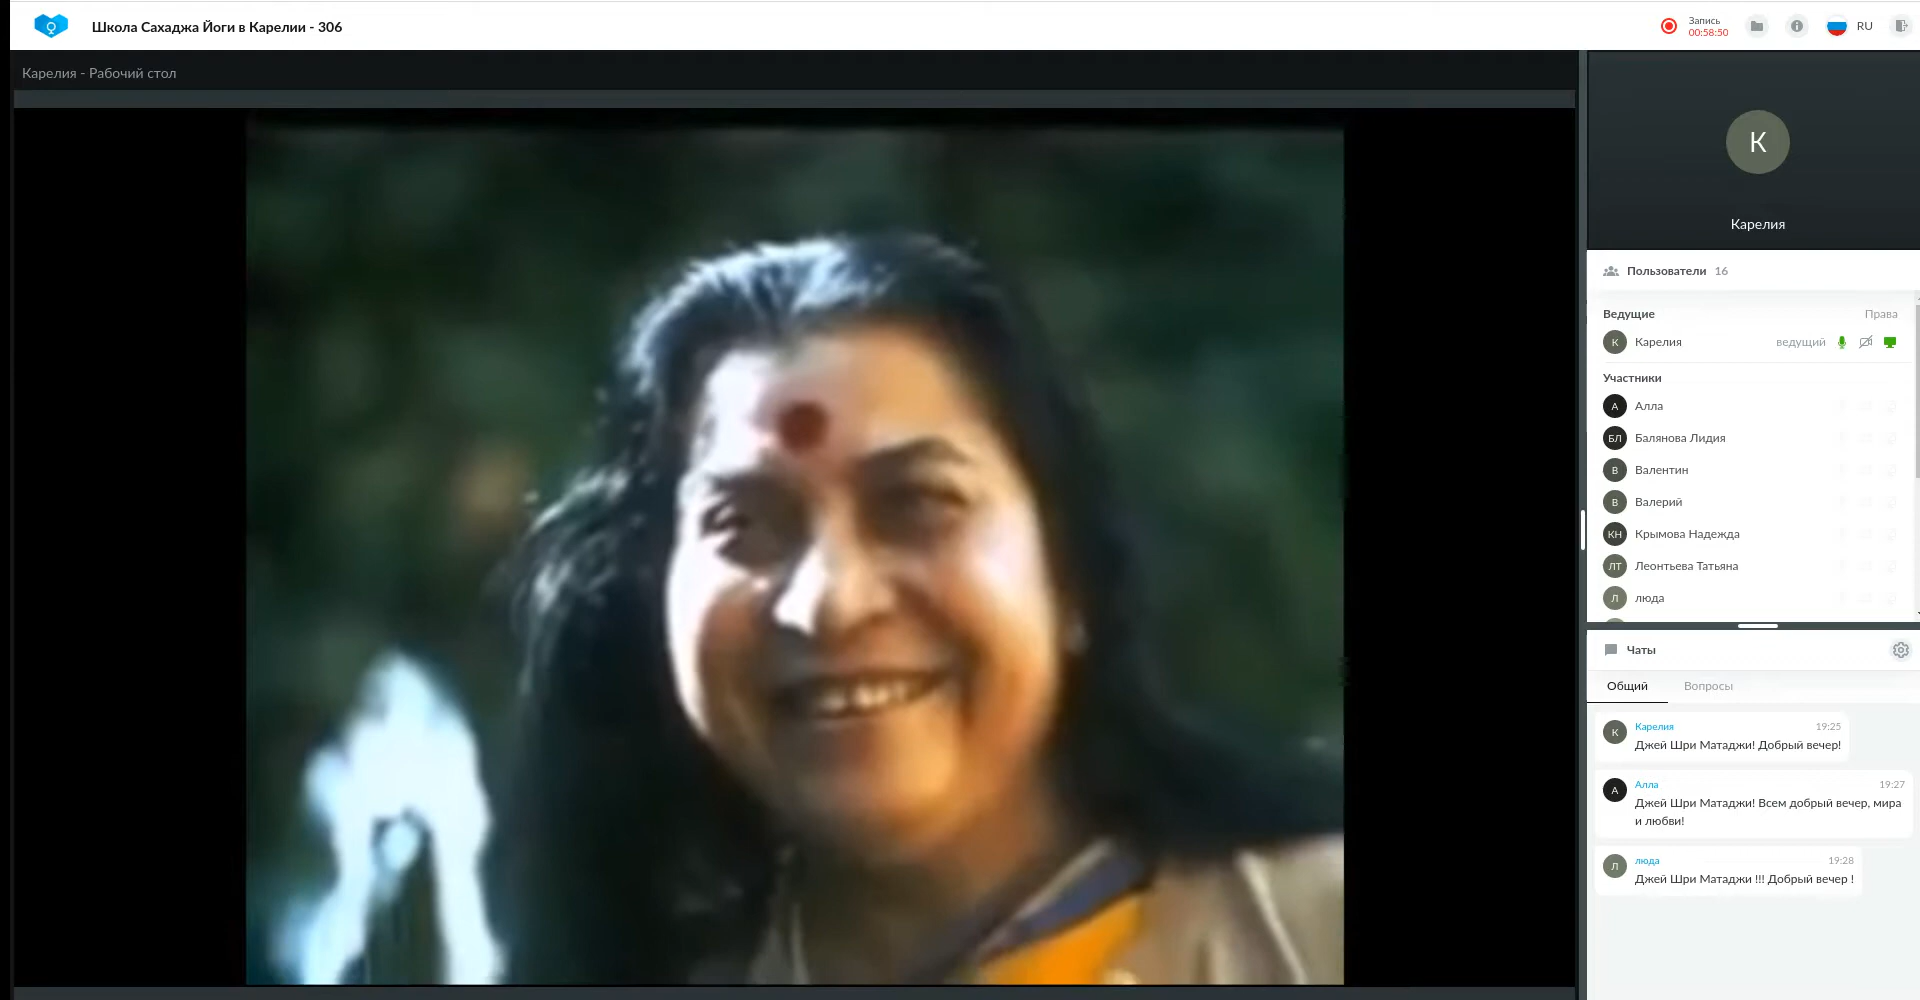 Школа Сахаджа Йоги в Карелии - 306
Запись
00:58:50
RU
Карелия - Рабочий стол
К
Карелия
Пользователи 16
Ведущие Права
К Карелия ведущий
Участники
А Алла
БЛ Балянова Лидия
В Валентин
В Валерий
КН Крымова Надежда
ЛТ Леонтьева Татьяна
Л люда
Чаты
Общий Вопросы
К Карелия 19:25
Джей Шри Матаджи! Добрый вечер!
А Алла 19:27
Джей Шри Матаджи! Всем добрый вечер, мира
и любви!
Л люда 19:28
Джей Шри Матаджи !!! Добрый вечер !